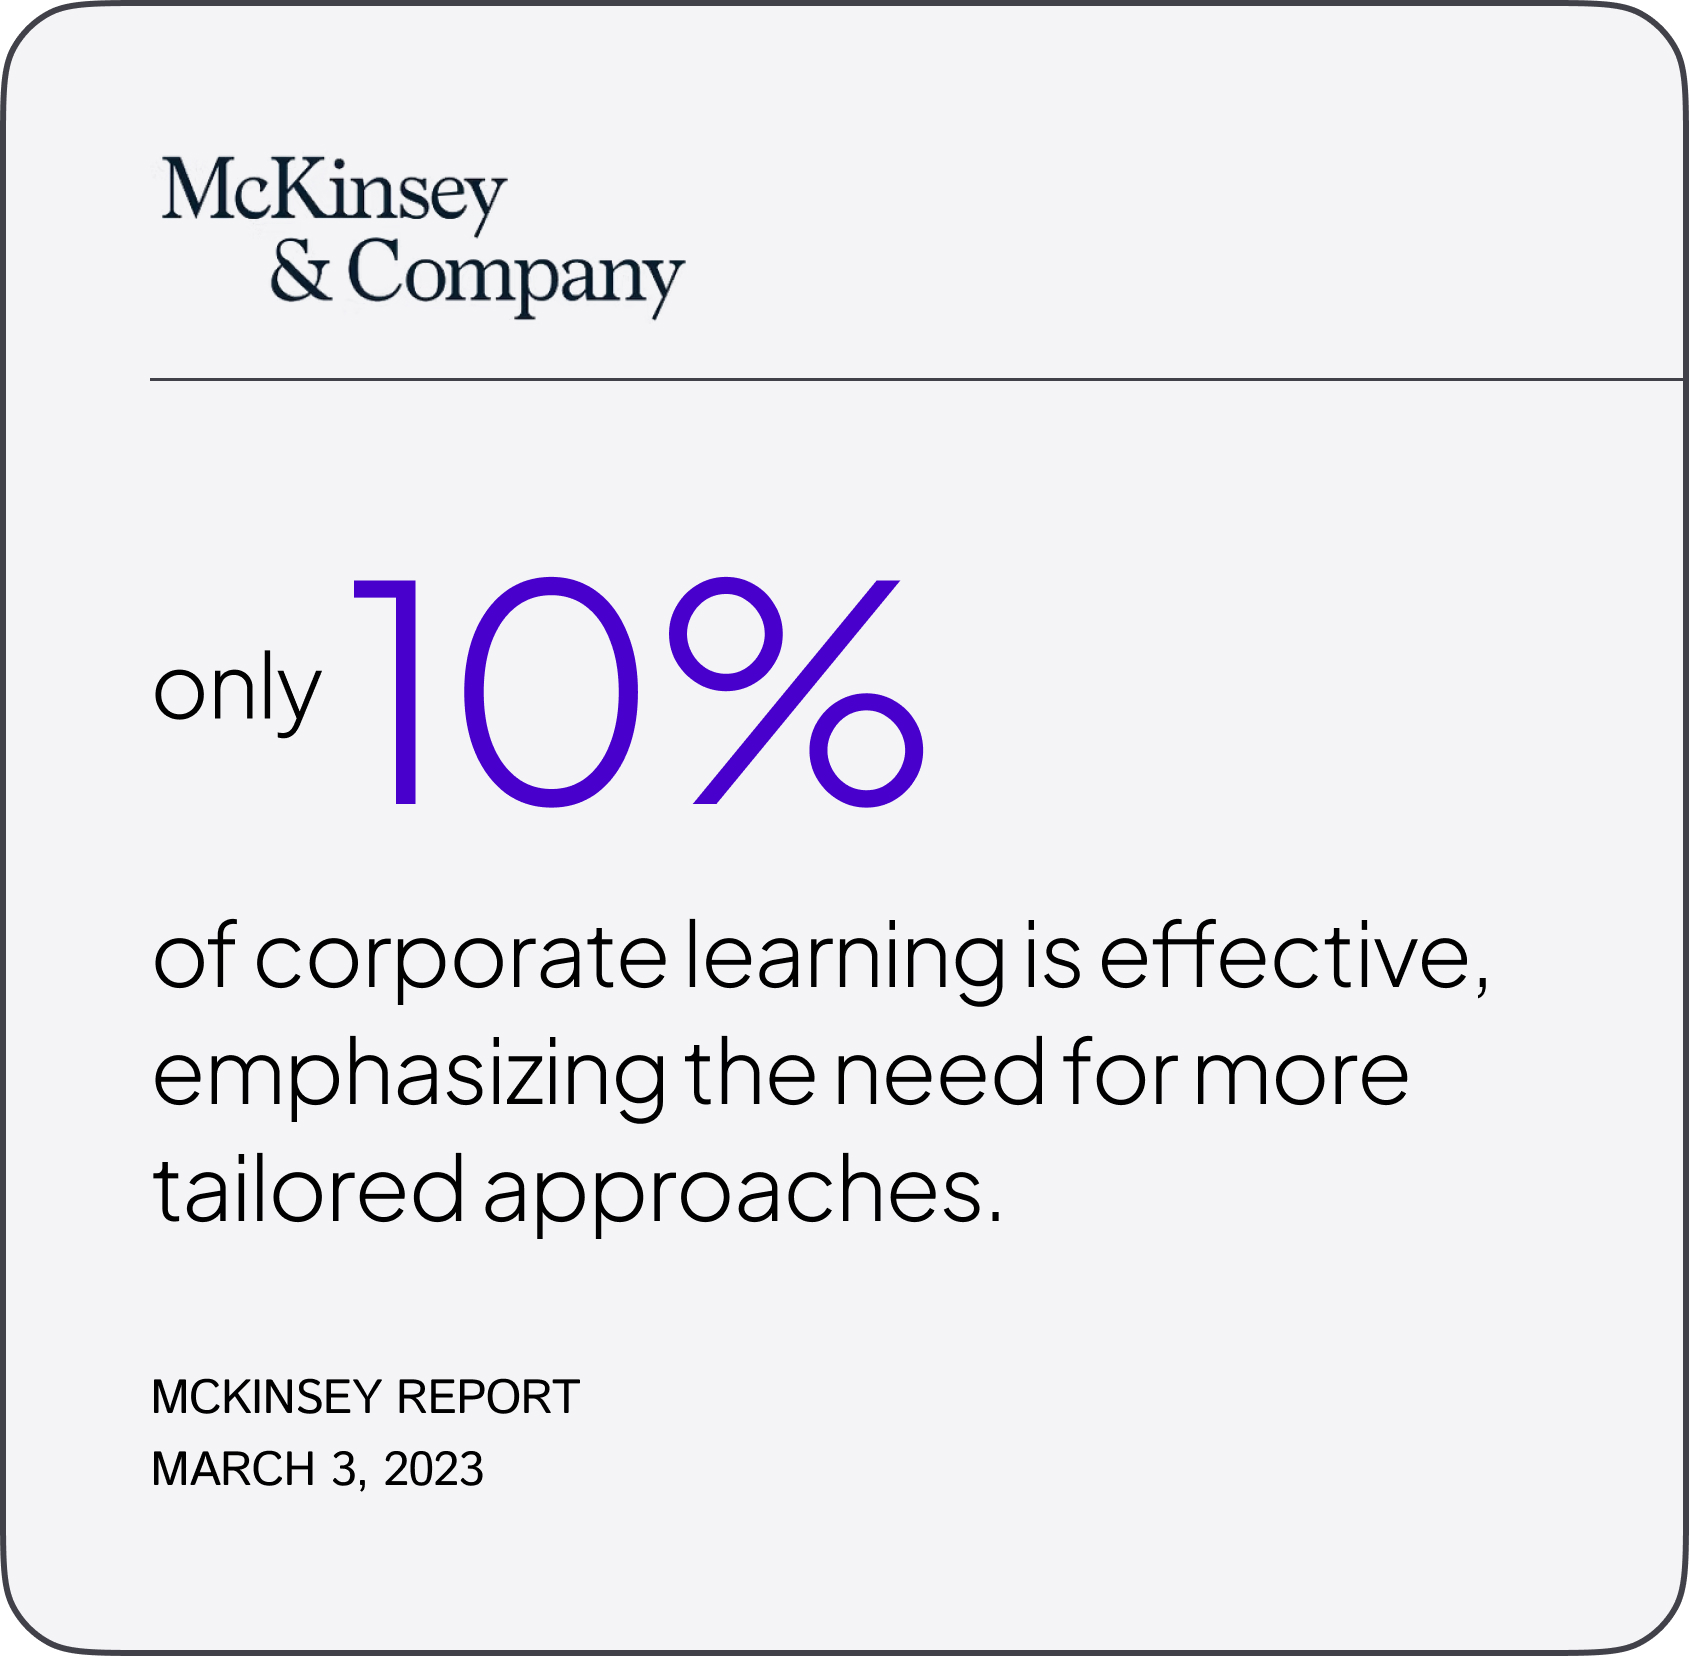 McKinsey
& Company
only 10%
of corporate learning is effective,
emphasizing the need for more
tailored approaches.
MCKINSEY REPORT
MARCH 3, 2023